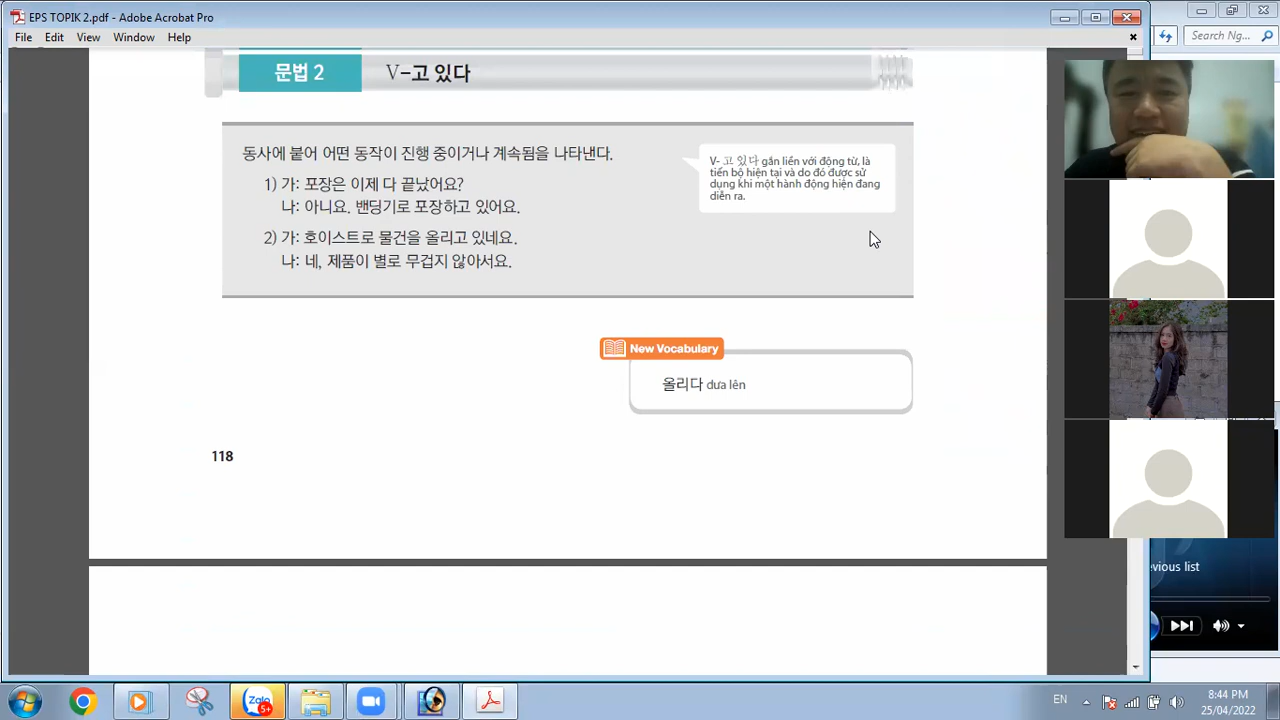 EPS TOPIK 2.pdf - Adobe Acrobat Pro
File Edit View Window Help
Search Ng...
문법 2 V-고 있다
동사에 붙어 어떤 동작이 진행 중이거나 계속됨을 나타낸다.
1) 가: 포장은 이제 다 끝났어요?
나: 아니요. 밴딩기로 포장하고 있어요.
2) 가: 호이스트로 물건을 올리고 있네요.
나: 네, 제품이 별로 무겁지 않아서요.
V- 고 있다 gắn liền với động từ, là
tiến bộ hiện tại và do đó được sử
dụng khi một hành động hiện đang
diễn ra.
New Vocabulary
올리다 dưa lên
118
evious list
Zalo
5+
EN
8:44 PM
25/04/2022